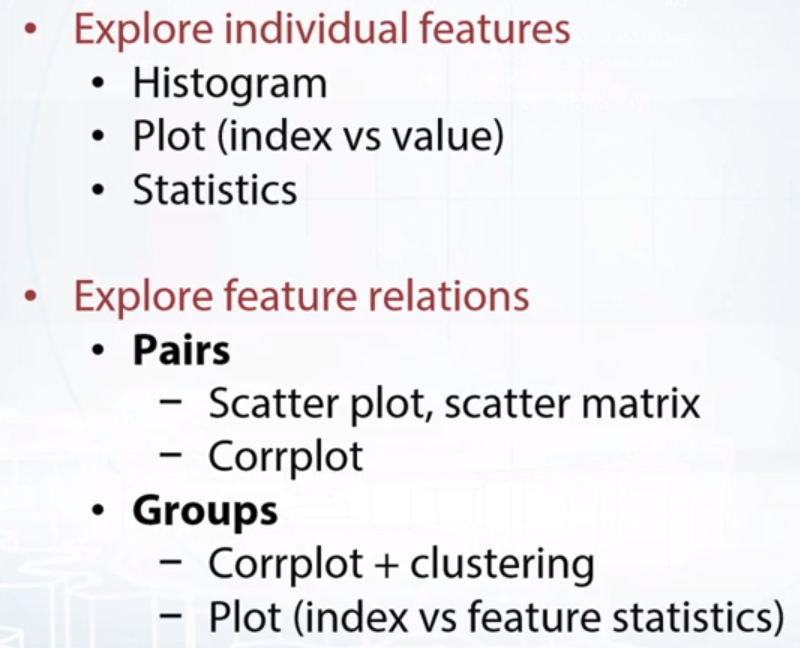 • Explore individual features
• Histogram
• Plot (index vs value)
• Statistics
• Explore feature relations
• Pairs
– Scatter plot, scatter matrix
– Corrplot
• Groups
– Corrplot + clustering
– Plot (index vs feature statistics)